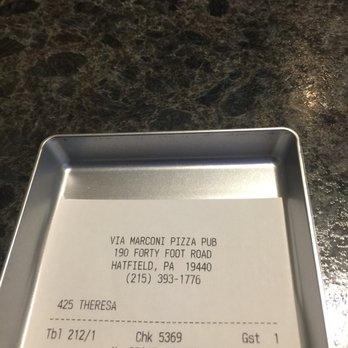 VIA MARCONI PIZZA PUB
190 FORTY FOOT ROAD
HATFIELD, PA 19440
(215) 393-1776
425 THERESA
Tbl 212/1 Chk 5369 Gst 1